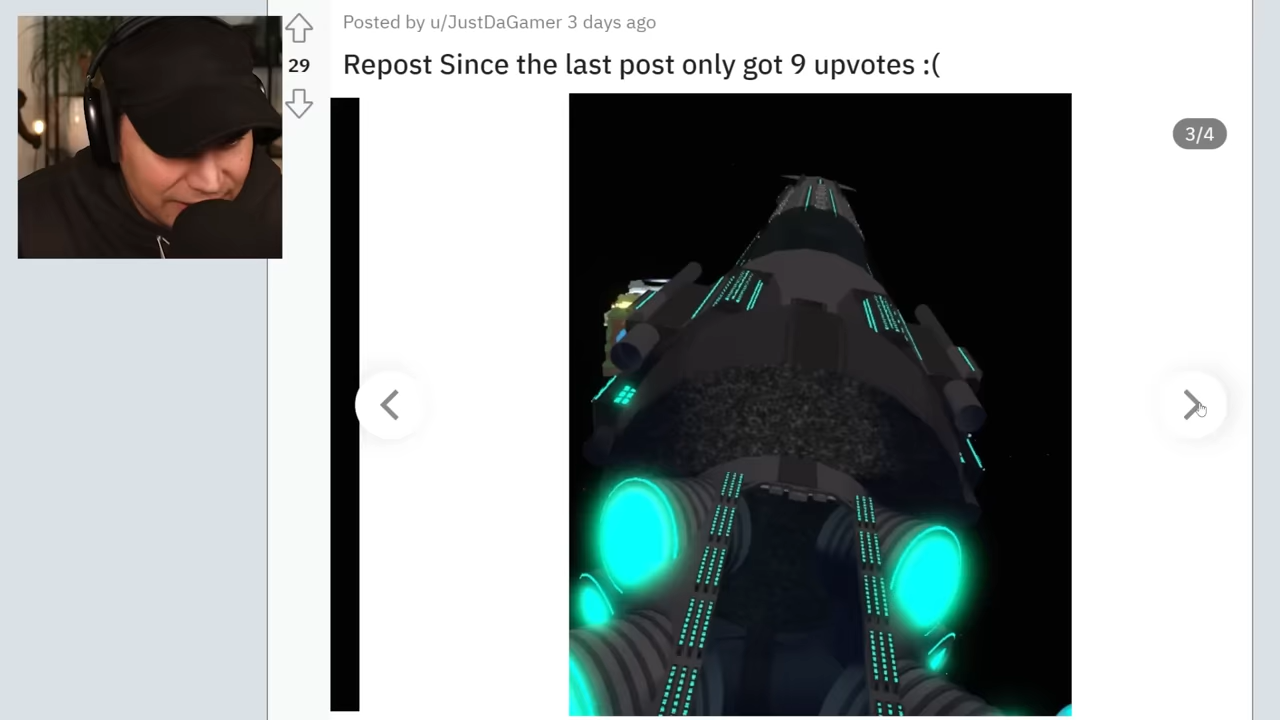 Posted by u/JustDaGamer 3 days ago
29
Repost Since the last post only got 9 upvotes :(
3/4